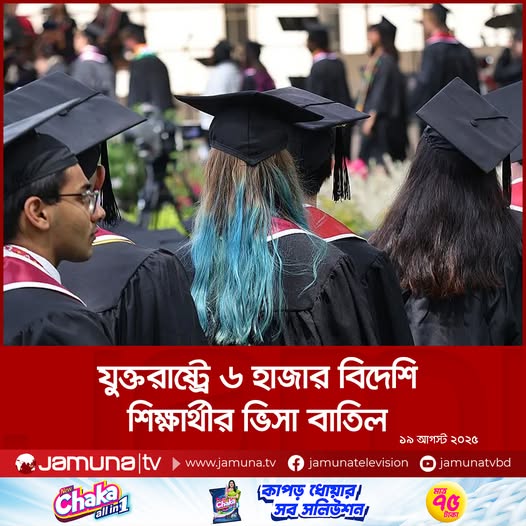 যুক্তরাষ্ট্রে ৬ হাজার বিদেশি
শিক্ষার্থীর ভিসা বাতিল
১৯ আগস্ট ২০২৫
Jamuna tv
www.jamuna.tv
jamunatelevision
jamunatvbd
New
Chaka
all in 1
কাপড় ধোয়ার
সব সলিউশন
মাত্র
৭৫
টাকা